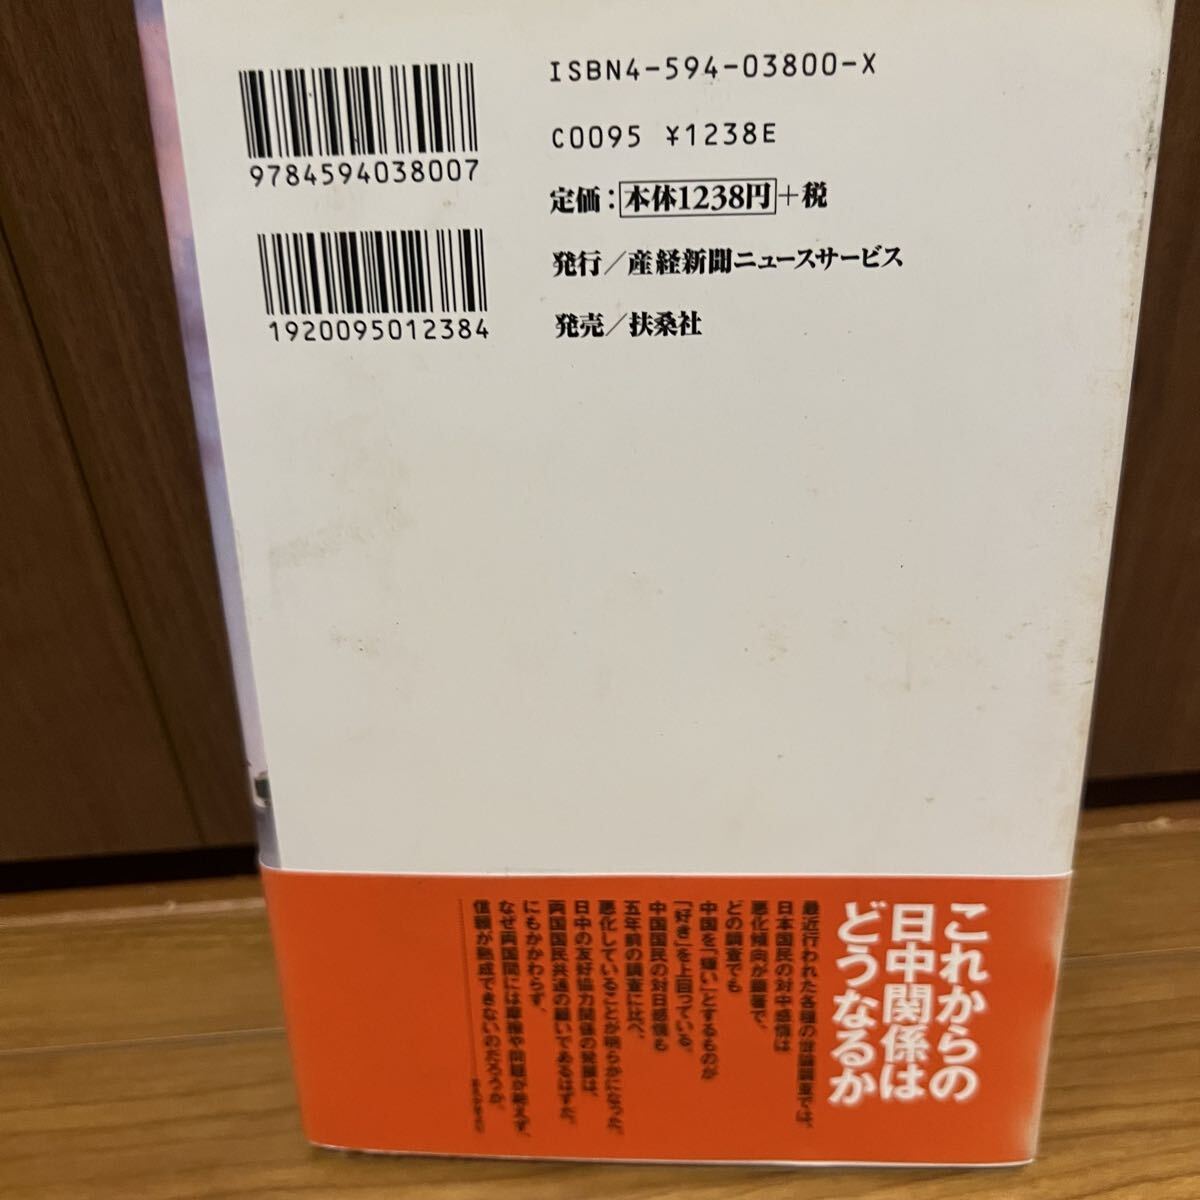 ISBN4-594-03800-X
C0095 ¥1238E
9784594038007
定価：本体1238円＋税
発行／産経新聞ニュースサービス
1920095012384
発売／扶桑社
これからの
日中関係は
どうなるか
最近行われた各種の世論調査では、
日本国民の対中感情は
悪化傾向が顕著で、
どの調査でも
中国を「嫌い」とするものが
「好き」を上回っている。
中国国民の対日感情も
五年前の調査に比べ、
悪化していることが明らかになった。
日中の友好協力関係の発展は、
両国国民共通の願いであるはずだ。
にもかかわらず、
なぜ両国間には摩擦や問題が絶えず、
信頼が熟成できないのだろうか。